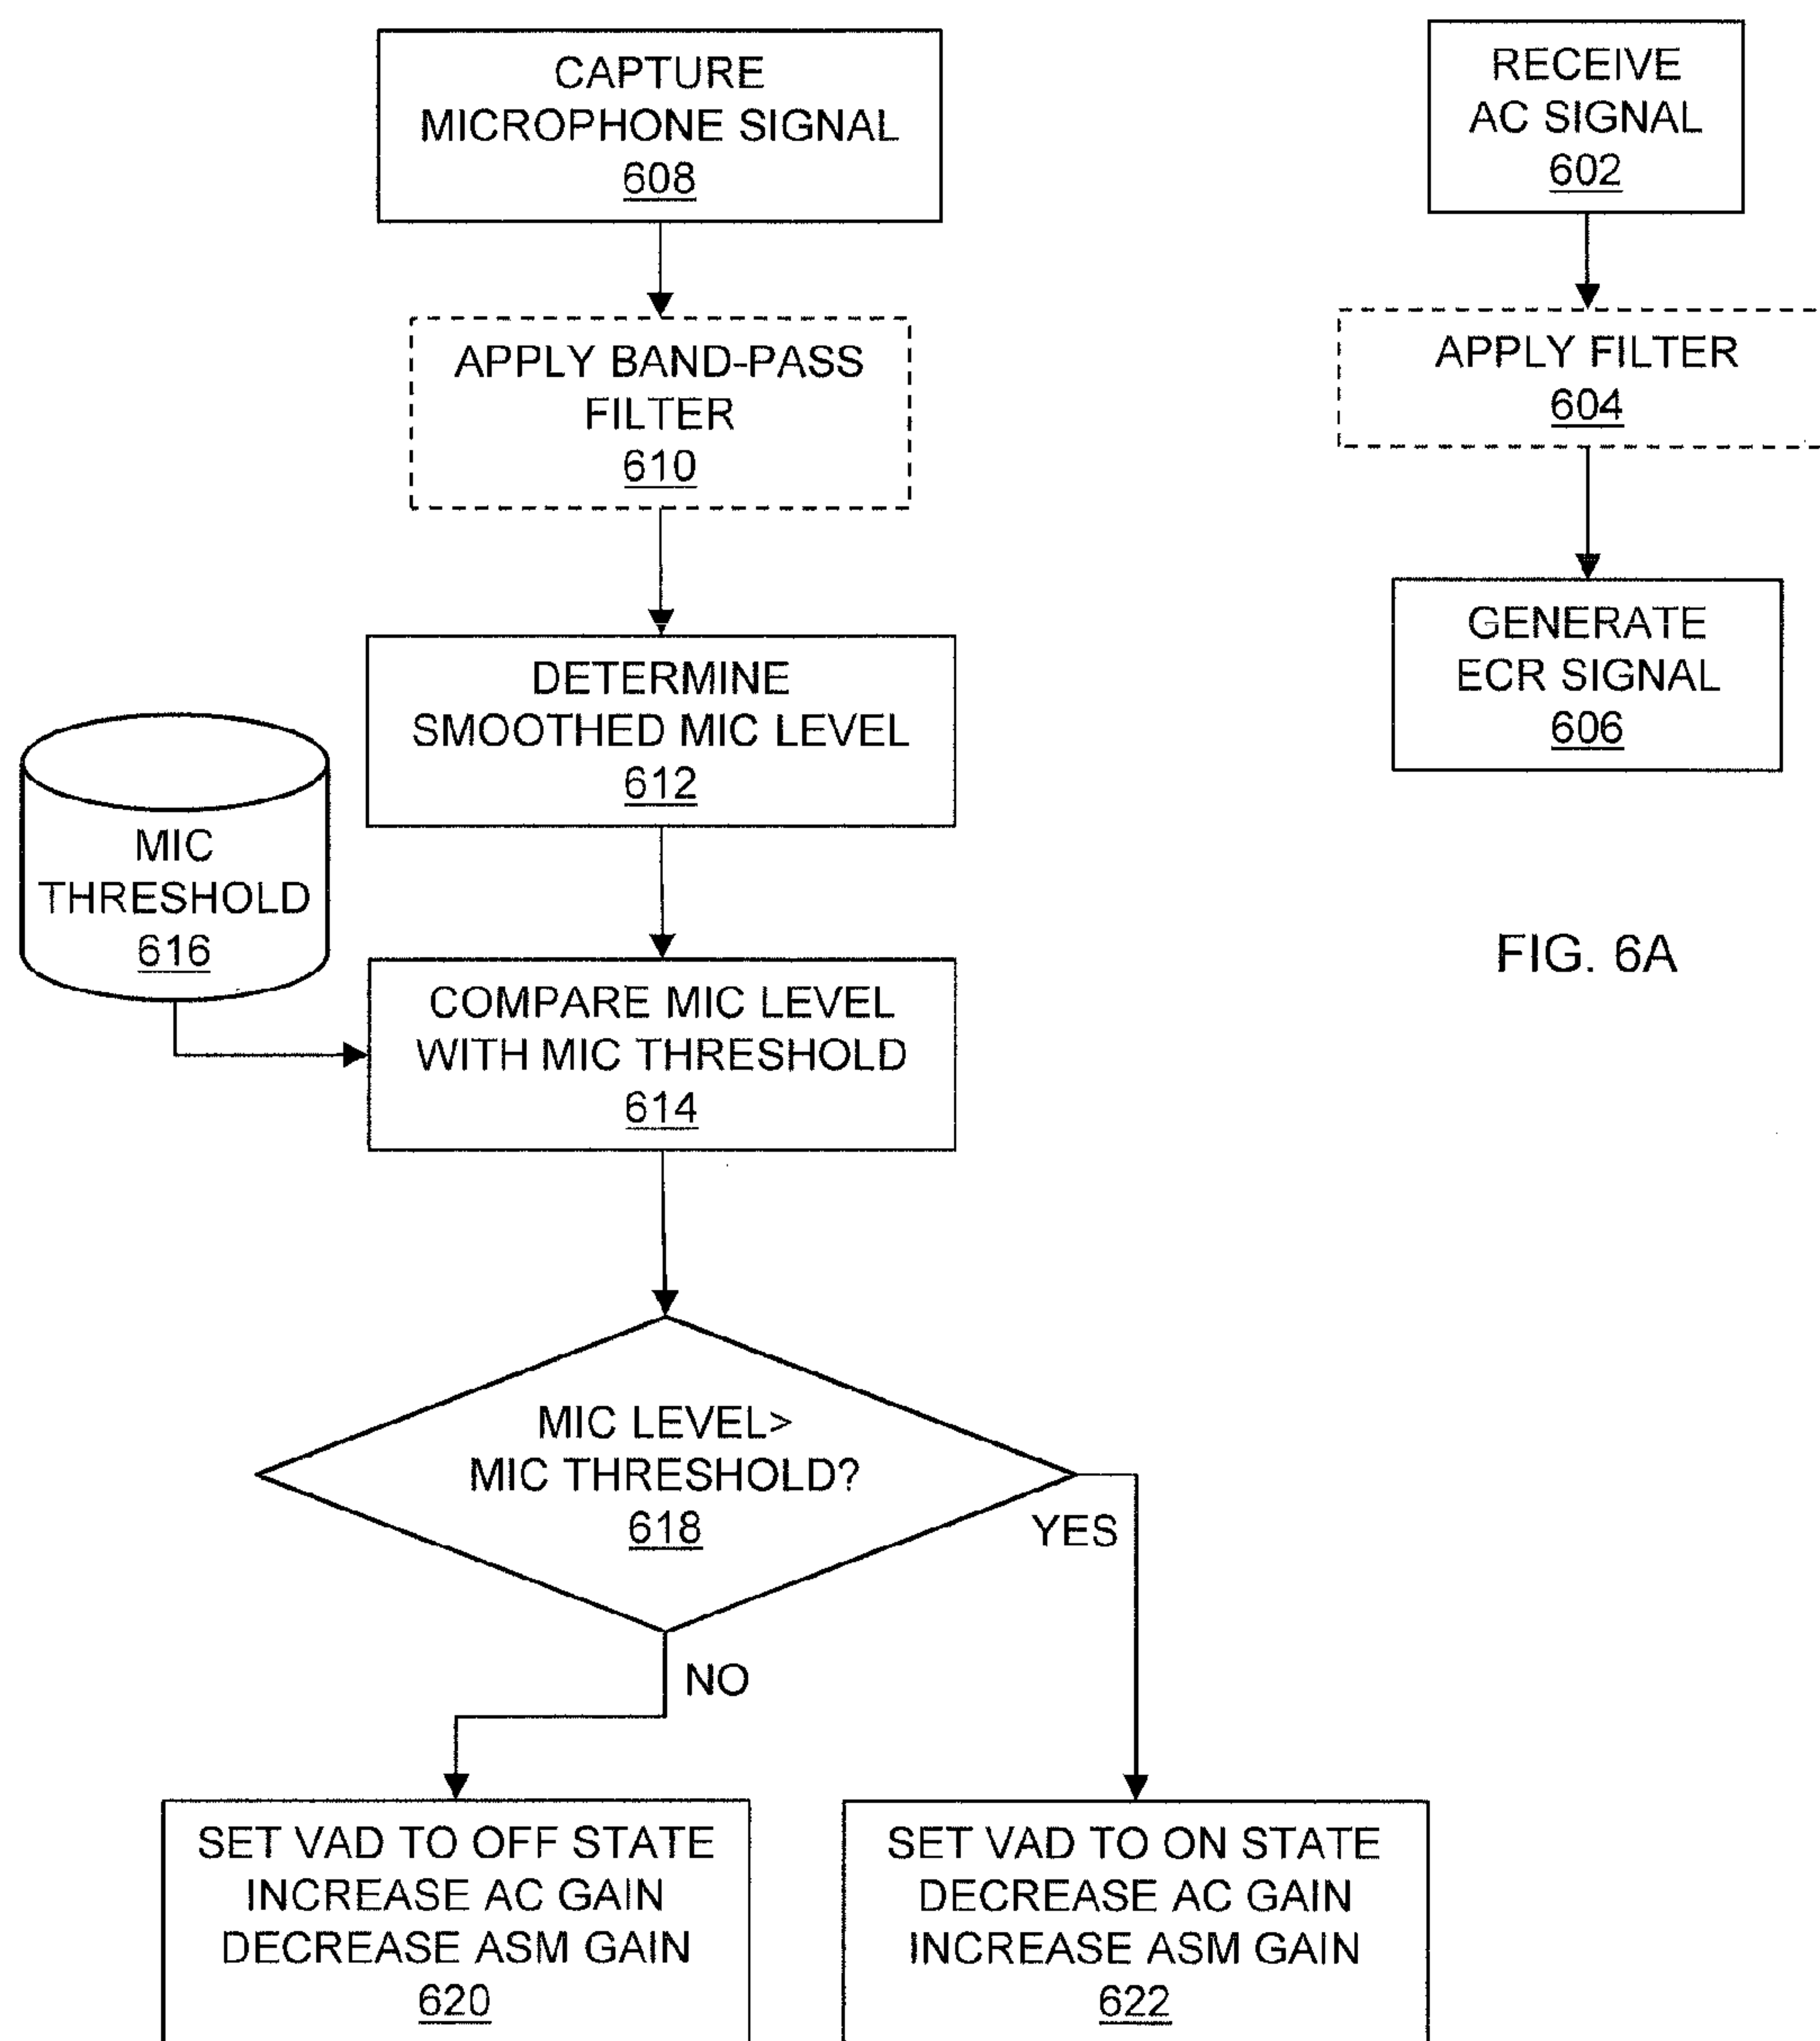 CAPTURE
MICROPHONE SIGNAL
608
APPLY BAND-PASS
FILTER
610
DETERMINE
SMOOTHED MIC LEVEL
612
MIC
THRESHOLD
616
COMPARE MIC LEVEL
WITH MIC THRESHOLD
614
MIC LEVEL>
MIC THRESHOLD?
618
YES
NO
SET VAD TO OFF STATE
INCREASE AC GAIN
DECREASE ASM GAIN
620
SET VAD TO ON STATE
DECREASE AC GAIN
INCREASE ASM GAIN
622
RECEIVE
AC SIGNAL
602
APPLY FILTER
604
GENERATE
ECR SIGNAL
606
FIG. 6A